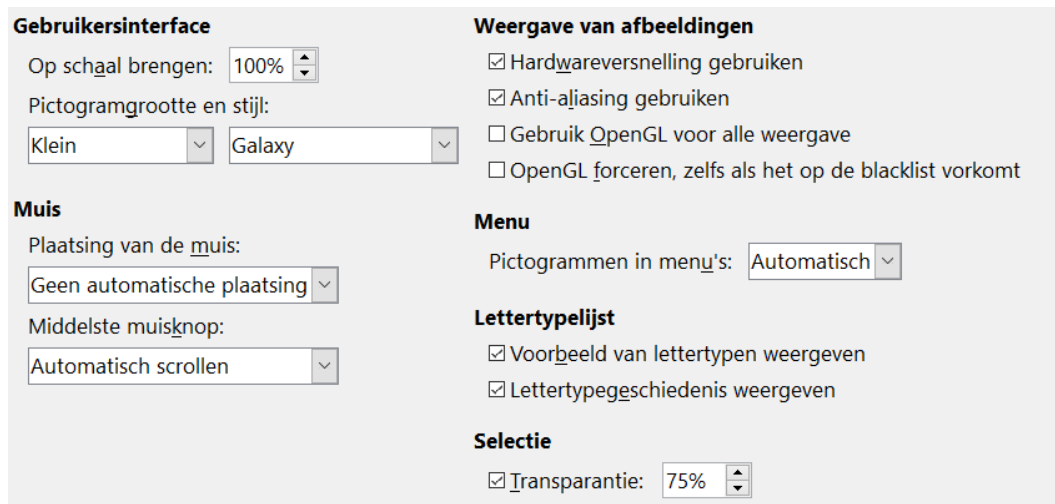 Gebruikersinterface
Op schaal brengen: 100%
Pictogramgrootte en stijl:
Klein Galaxy
Muis
Plaatsing van de muis:
Geen automatische plaatsing
Middelste muisknop:
Automatisch scrollen
Weergave van afbeeldingen
Hardwareversnelling gebruiken
Anti-aliasing gebruiken
Gebruik OpenGL voor alle weergave
OpenGL forceren, zelfs als het op de blacklist vorkomt
Menu
Pictogrammen in menu's: Automatisch
Lettertypelijst
Voorbeeld van lettertypen weergeven
Lettertypegeschiedenis weergeven
Selectie
Transparantie: 75%